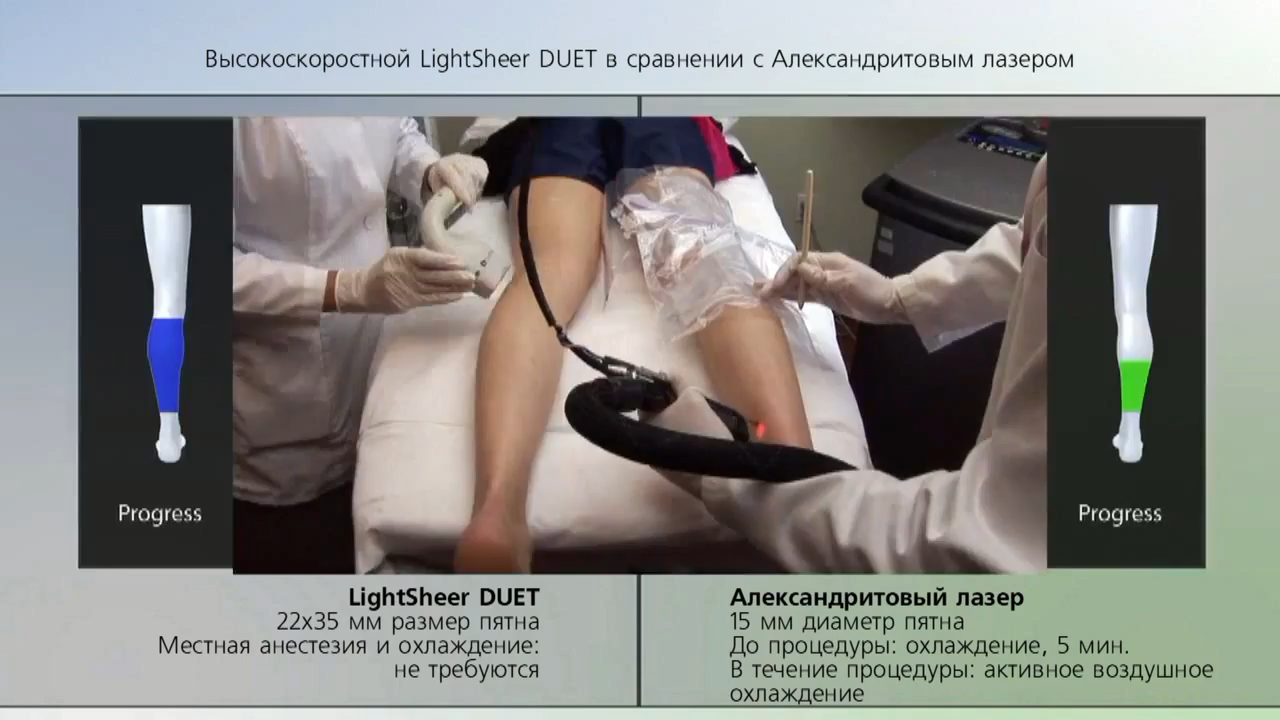 Высокоскоростной LightSheer DUET в сравнении с Александритовым лазером
Progress
Progress
LightSheer DUET
22x35 мм размер пятна
Местная анестезия и охлаждение:
не требуются
Александритовый лазер
15 мм диаметр пятна
До процедуры: охлаждение, 5 мин.
В течение процедуры: активное воздушное
охлаждение